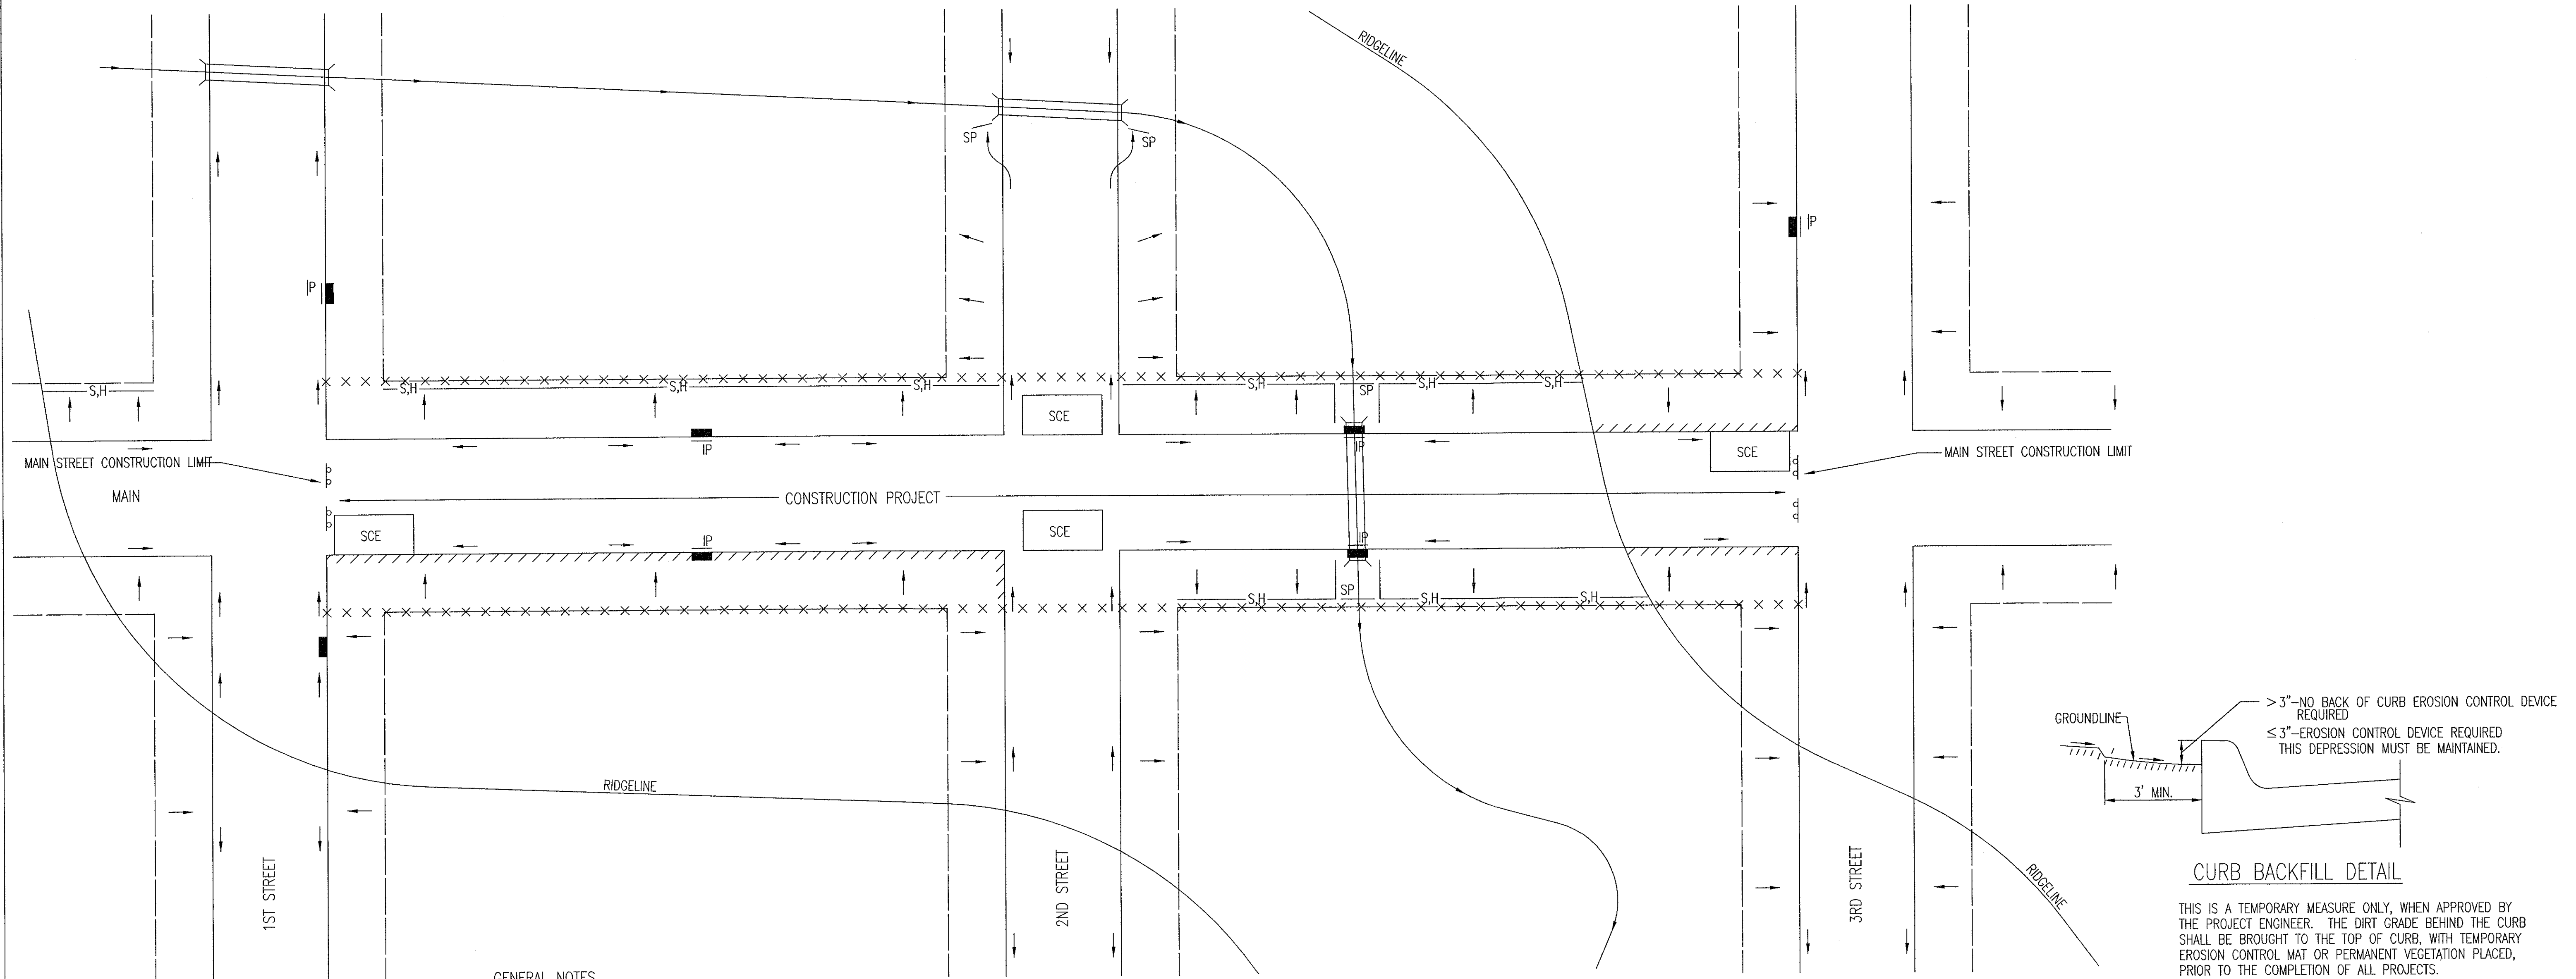 RIDGELINE
SP
SP
IP
IP
S,H
S,H
S,H
S,H
S,H
SP
S,H
S,H
SCE
MAIN STREET CONSTRUCTION LIMIT
IP
IP
SCE
MAIN STREET CONSTRUCTION LIMIT
MAIN
CONSTRUCTION PROJECT
SCE
SCE
IP
IP
S,H
SP
S,H
S,H
RIDGELINE
1ST STREET
2ND STREET
3RD STREET
RIDGELINE
GENERAL NOTES
GROUNDLINE
>3"-NO BACK OF CURB EROSION CONTROL DEVICE
REQUIRED
≤3"-EROSION CONTROL DEVICE REQUIRED
THIS DEPRESSION MUST BE MAINTAINED.
3' MIN.
CURB BACKFILL DETAIL
THIS IS A TEMPORARY MEASURE ONLY, WHEN APPROVED BY
THE PROJECT ENGINEER. THE DIRT GRADE BEHIND THE CURB
SHALL BE BROUGHT TO THE TOP OF CURB, WITH TEMPORARY
EROSION CONTROL MAT OR PERMANENT VEGETATION PLACED,
PRIOR TO THE COMPLETION OF ALL PROJECTS.